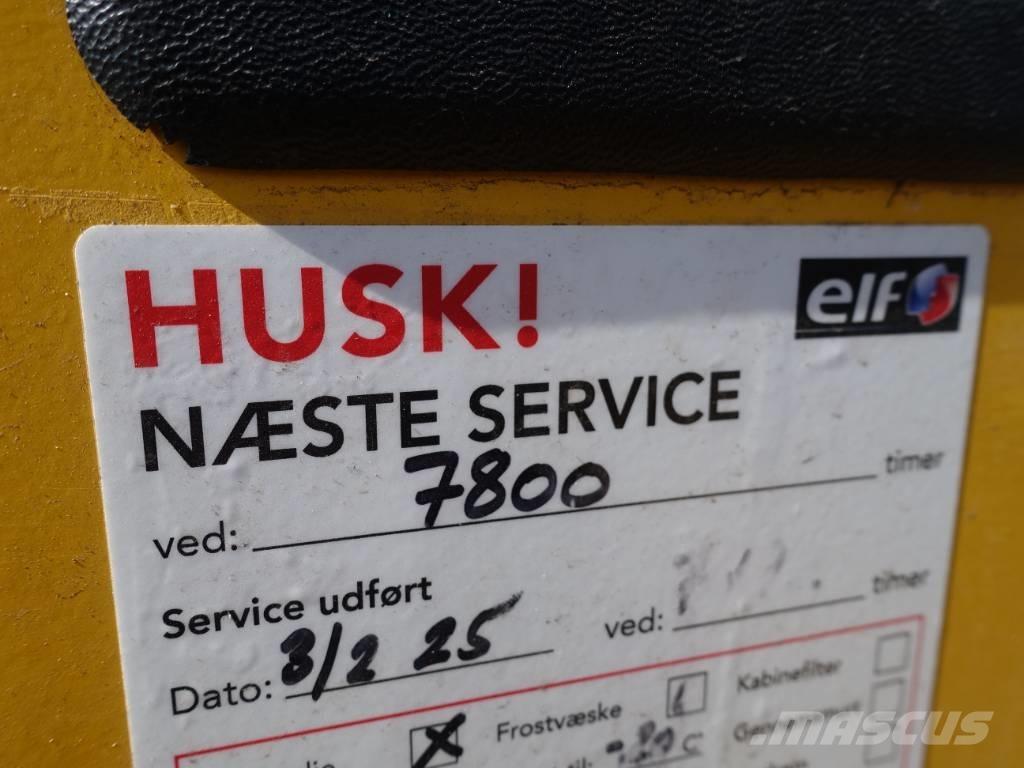 HUSK!
elf
NÆSTE SERVICE
ved: 7800 timer
Service udført
Dato: 3/2 25 ved: timer
Frostvæske
Kabinefilter
MASCUS